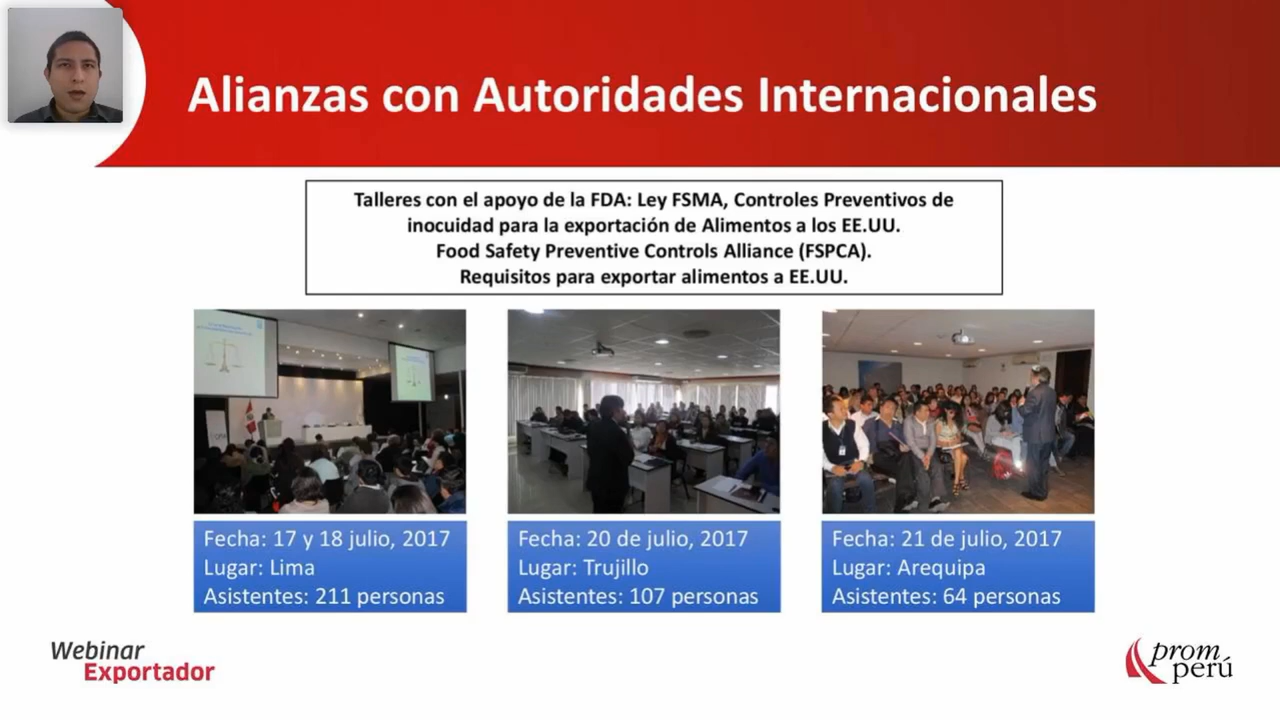 Alianzas con Autoridades Internacionales
Talleres con el apoyo de la FDA: Ley FSMA, Controles Preventivos de
inocuidad para la exportación de Alimentos a los EE.UU.
Food Safety Preventive Controls Alliance (FSPCA).
Requisitos para exportar alimentos a EE.UU.
Fecha: 17 y 18 julio, 2017
Lugar: Lima
Asistentes: 211 personas
Fecha: 20 de julio, 2017
Lugar: Trujillo
Asistentes: 107 personas
Fecha: 21 de julio, 2017
Lugar: Arequipa
Asistentes: 64 personas
Webinar
Exportador
prom
perú